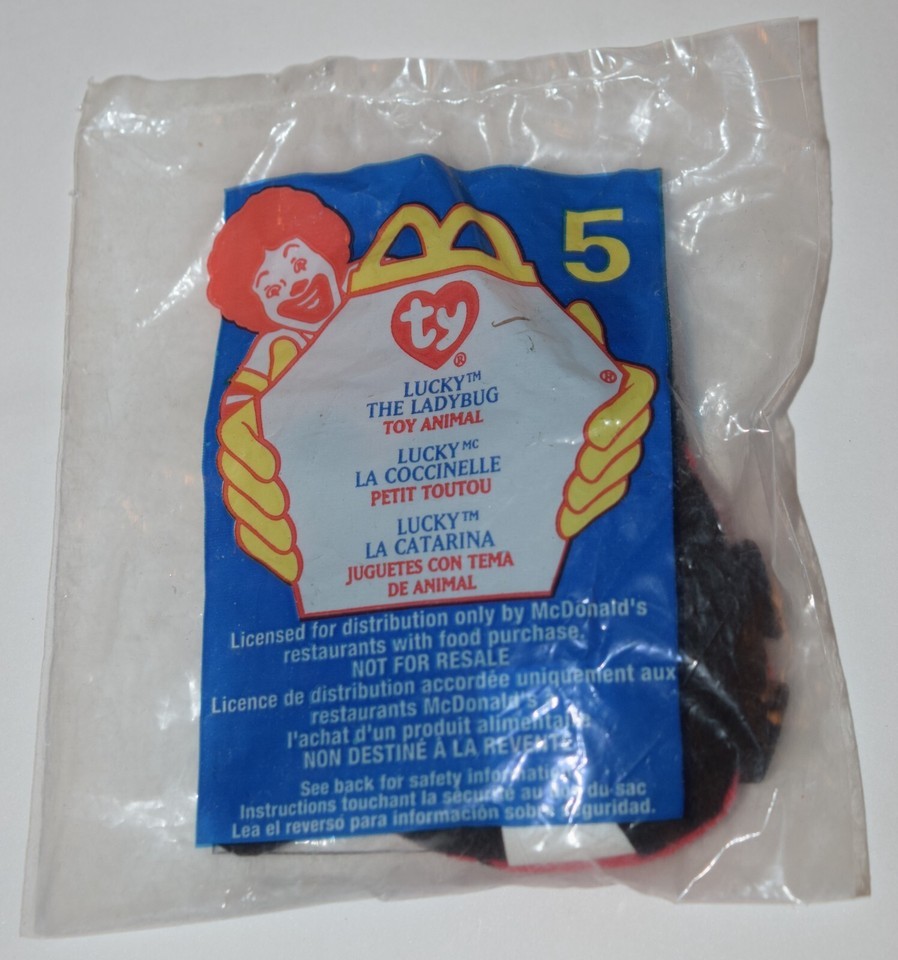 5
ty®
LUCKY™
THE LADYBUG
TOY ANIMAL
LUCKY MC
LA COCCINELLE
PETIT TOUTOU
LUCKY™
LA CATARINA
JUGUETES CON TEMA
DE ANIMAL
®
Licensed for distribution only by McDonald's
restaurants with food purchase.
NOT FOR RESALE
Licence de distribution accordée uniquement aux
restaurants McDonald's
l'achat d'un produit alimentaire
NON DESTINÉ À LA REVENTE
See back for safety information
Instructions touchant la sécurité au dos du sac
Lea el reverso para información sobre seguridad.